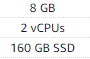 8 GB
2 vCPUs
160 GB SSD